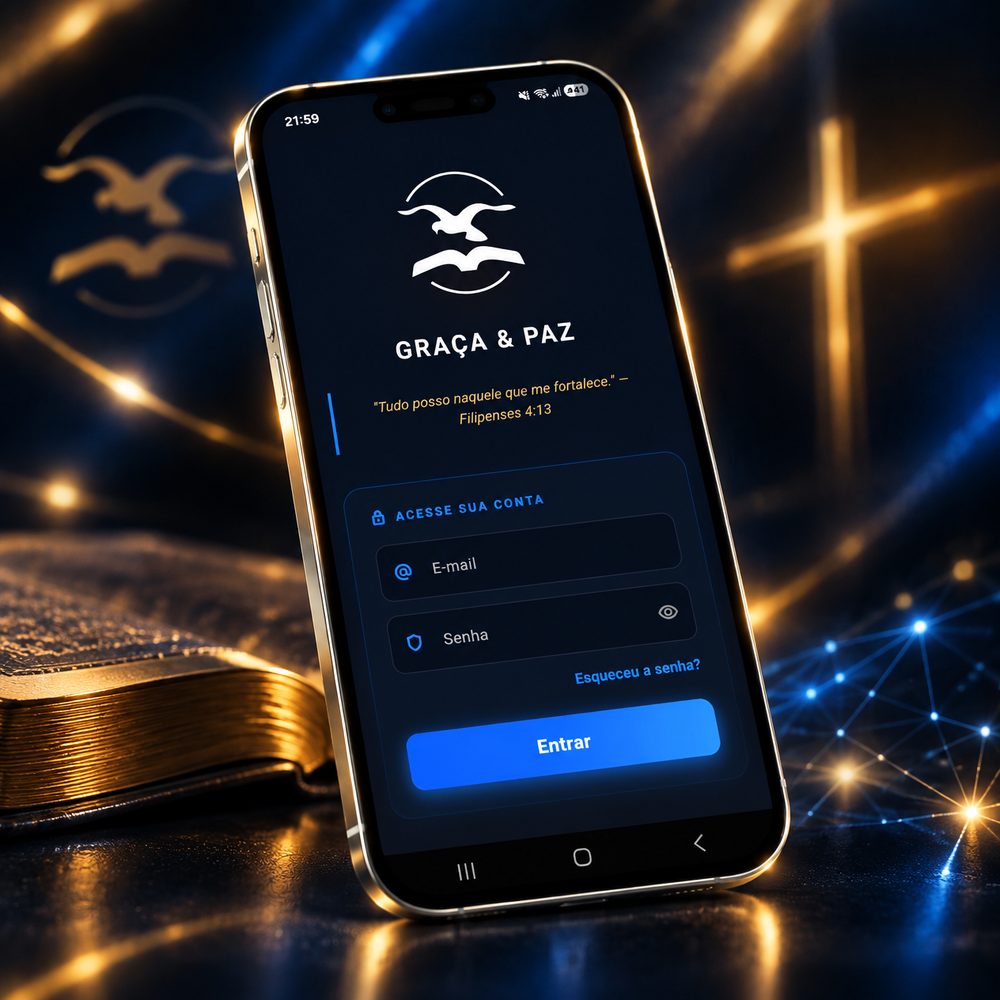 21:59
41
GRAÇA & PAZ
"Tudo posso naquele que me fortalece." —
Filipenses 4:13
ACESSE SUA CONTA
@ E-mail
Senha
Esqueceu a senha?
Entrar